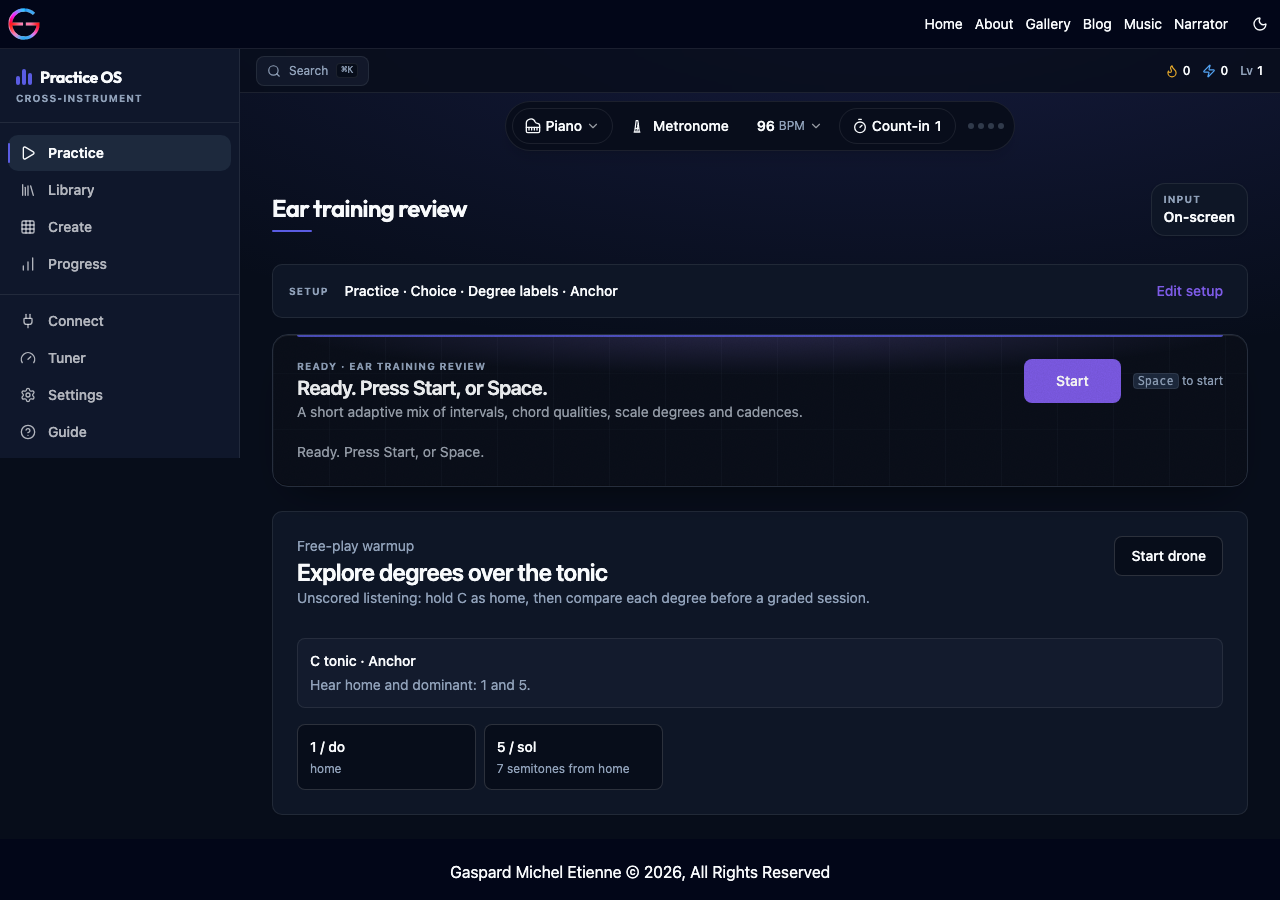 Home About Gallery Blog Music Narrator
Practice OS
CROSS-INSTRUMENT
Search ⌘K
0 0 Lv 1
Piano Metronome 96 BPM Count-in 1
Practice
Library
Create
Progress
Connect
Tuner
Settings
Guide
Ear training review
INPUT
On-screen
SETUP Practice · Choice · Degree labels · Anchor Edit setup
READY · EAR TRAINING REVIEW
Ready. Press Start, or Space.
A short adaptive mix of intervals, chord qualities, scale degrees and cadences.
Start Space to start
Ready. Press Start, or Space.
Free-play warmup
Explore degrees over the tonic
Unscored listening: hold C as home, then compare each degree before a graded session.
Start drone
C tonic · Anchor
Hear home and dominant: 1 and 5.
1 / do
home
5 / sol
7 semitones from home
Gaspard Michel Etienne © 2026, All Rights Reserved